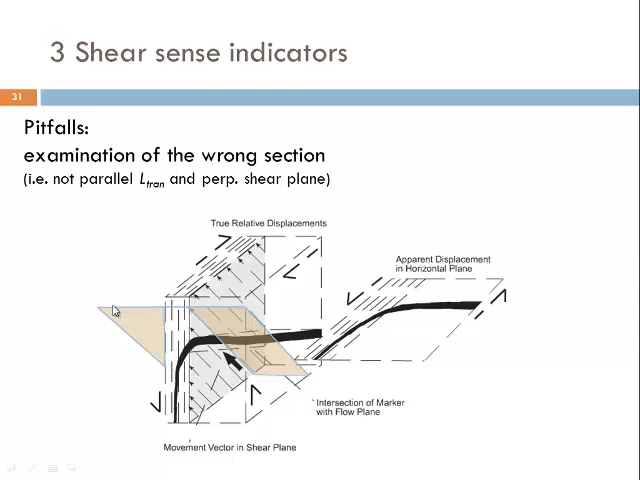 3 Shear sense indicators
31
Pitfalls:
examination of the wrong section
(i.e. not parallel Ltran and perp. shear plane)
True Relative Displacements
Apparent Displacement
in Horizontal Plane
Intersection of Marker
with Flow Plane
Movement Vector in Shear Plane